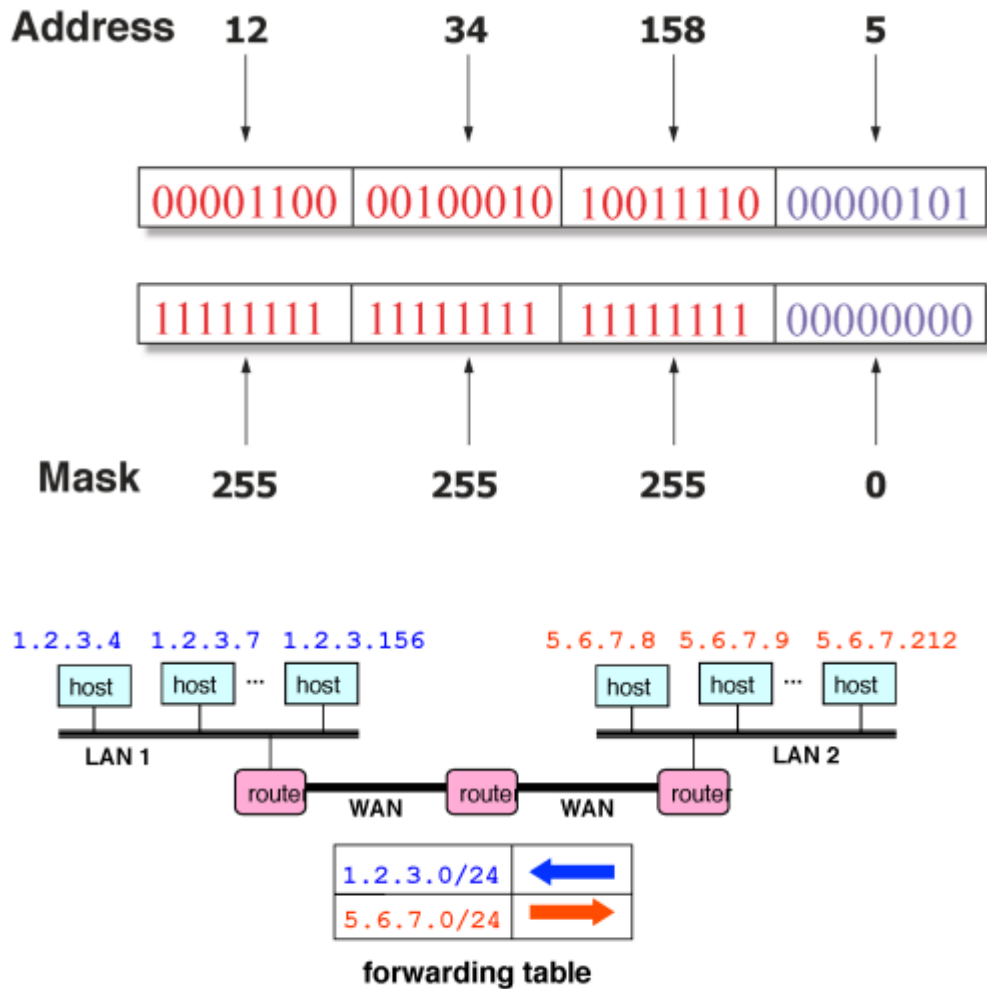 Address 12 34 158 5
00001100 00100010 10011110 00000101
11111111 11111111 11111111 00000000
Mask 255 255 255 0
1.2.3.4 1.2.3.7 1.2.3.156 5.6.7.8 5.6.7.9 5.6.7.212
host host ... host host host ... host
LAN 1 LAN 2
router router router
WAN WAN
1.2.3.0/24
5.6.7.0/24
forwarding table